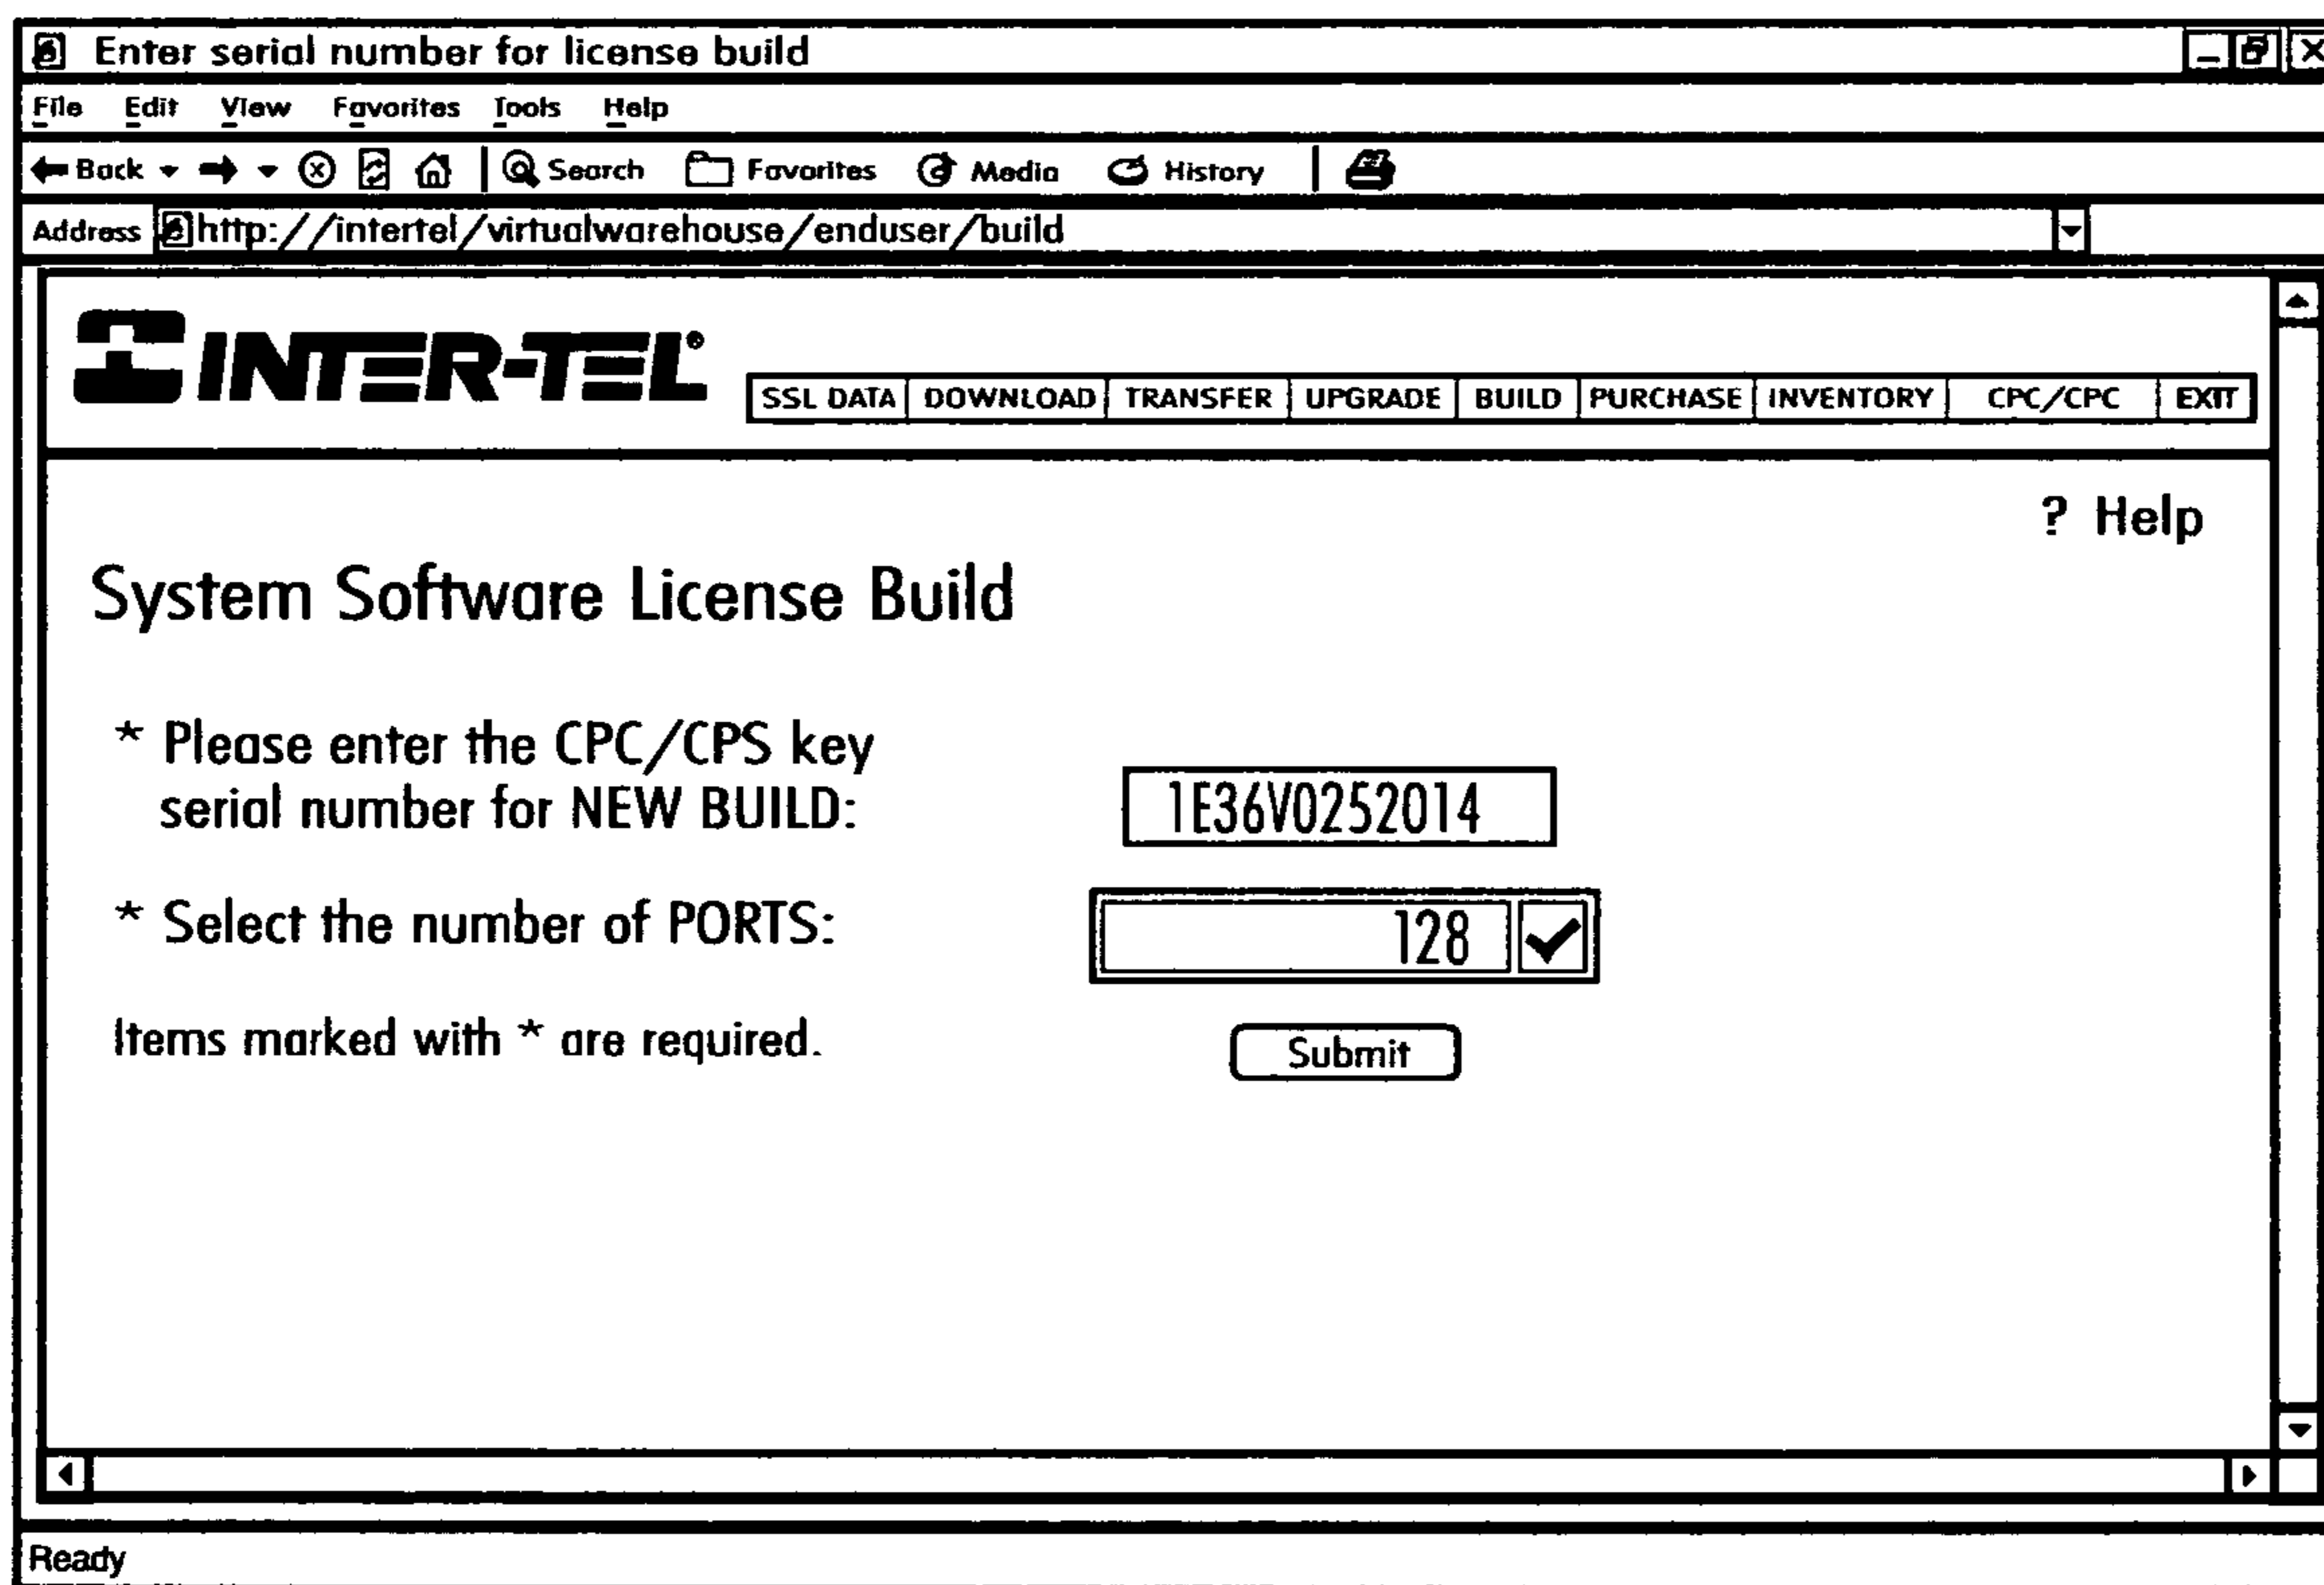 Enter serial number for license build
File Edit View Favorites Tools Help
Back Search Favorites Media History
Address http://intertel/virtualwarehouse/enduser/build
INTER-TEL®
SSL DATA DOWNLOAD TRANSFER UPGRADE BUILD PURCHASE INVENTORY CPC/CPC EXIT
? Help
System Software License Build
* Please enter the CPC/CPS key
serial number for NEW BUILD:
1E36V0252014
* Select the number of PORTS: 128
Items marked with * are required. Submit
Ready